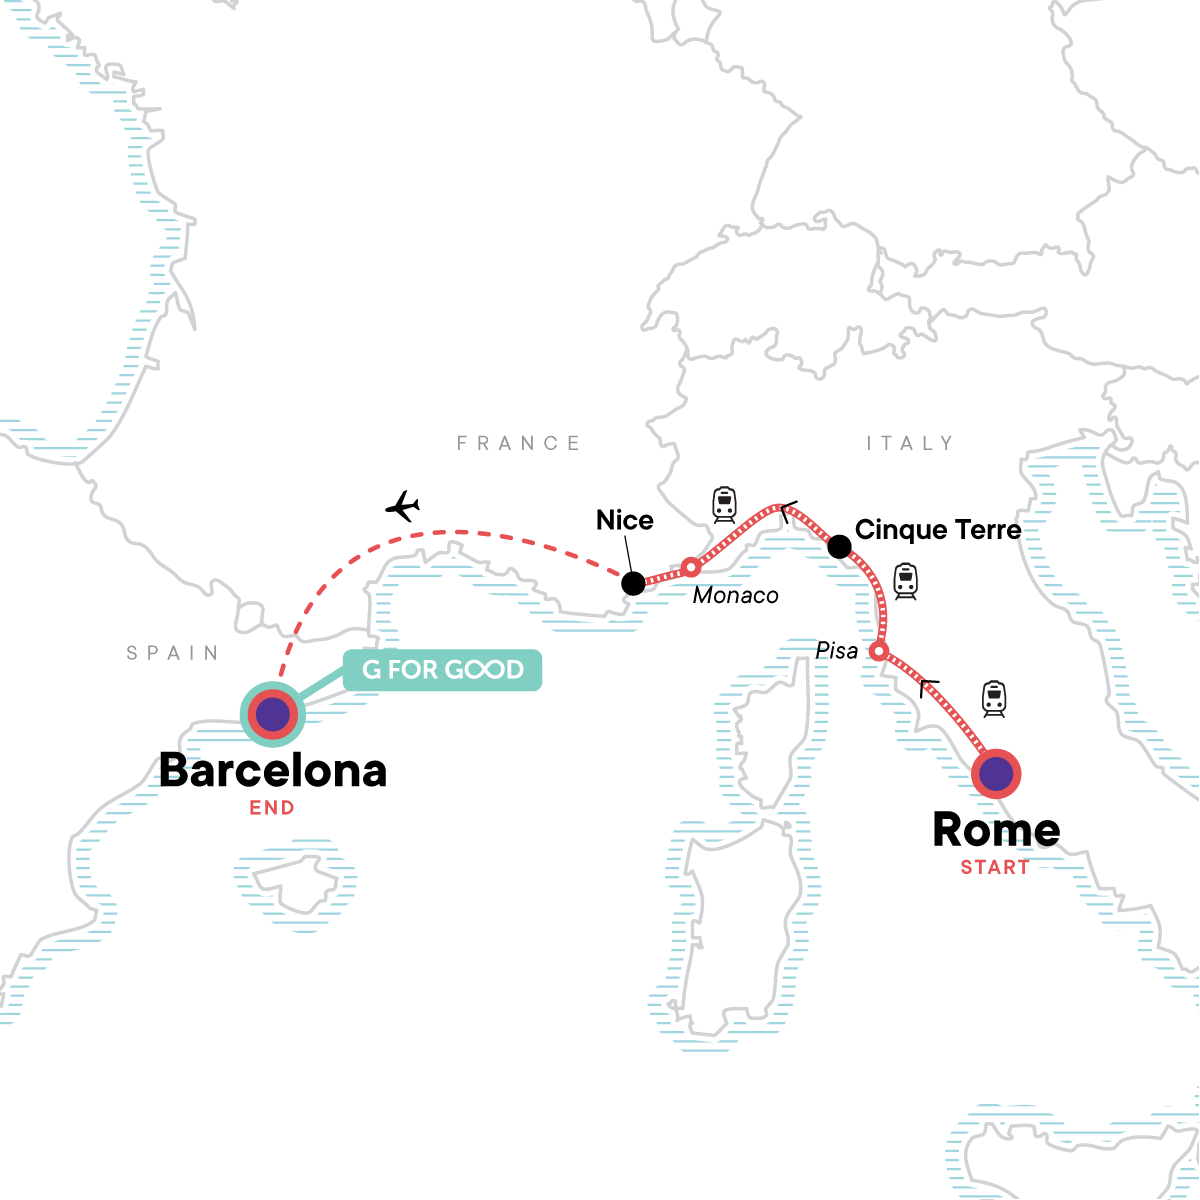 FRANCE
ITALY
Nice
Cinque Terre
Monaco
Pisa
SPAIN
G FOR GOOD
Barcelona
END
Rome
START